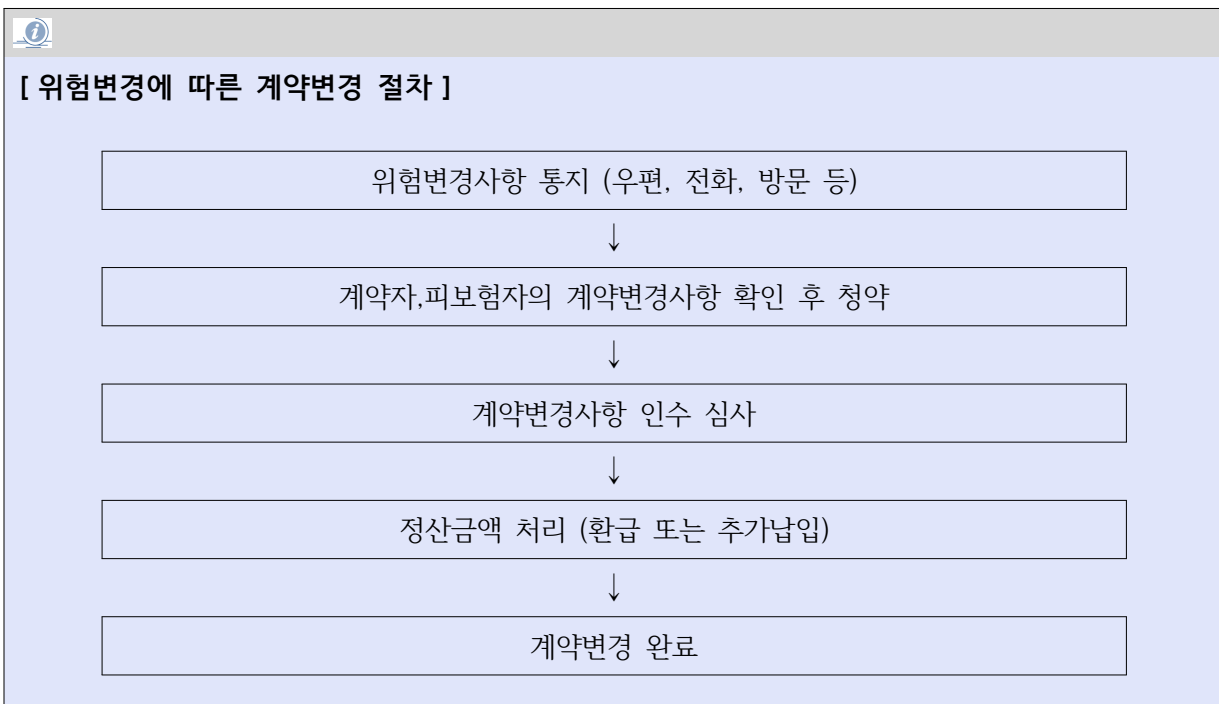 [ 위험변경에 따른 계약변경 절차 ]
위험변경사항 통지 (우편, 전화, 방문 등)
↓
계약자,피보험자의 계약변경사항 확인 후 청약
↓
계약변경사항 인수 심사
↓
정산금액 처리 (환급 또는 추가납입)
↓
계약변경 완료